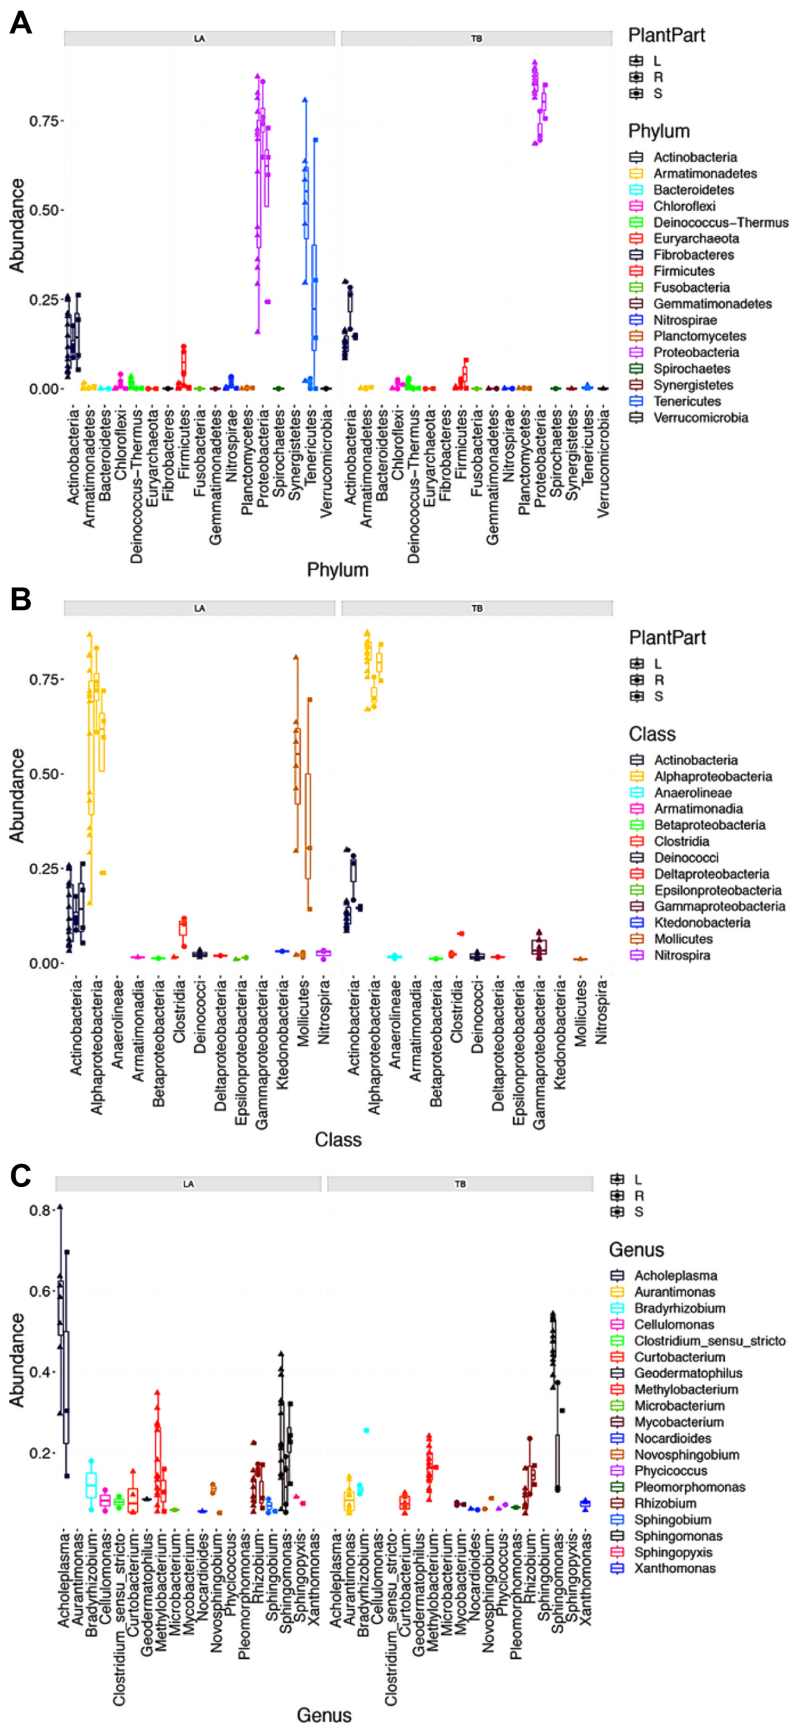 A
LA
TB
Abundance
0.75
0.50
0.25
0.00
Actinobacteria
Armatimonadetes
Bacteroidetes
Chloroflexi
Deinococcus−Thermus
Euryarchaeota
Fibrobacteres
Firmicutes
Fusobacteria
Gemmatimonadetes
Nitrospirae
Planctomycetes
Proteobacteria
Spirochaetes
Synergistetes
Tenericutes
Verrucomicrobia
Actinobacteria
Armatimonadetes
Bacteroidetes
Chloroflexi
Deinococcus−Thermus
Euryarchaeota
Fibrobacteres
Firmicutes
Fusobacteria
Gemmatimonadetes
Nitrospirae
Planctomycetes
Proteobacteria
Spirochaetes
Synergistetes
Tenericutes
Verrucomicrobia
Phylum
PlantPart
L
R
S
Phylum
Actinobacteria
Armatimonadetes
Bacteroidetes
Chloroflexi
Deinococcus−Thermus
Euryarchaeota
Fibrobacteres
Firmicutes
Fusobacteria
Gemmatimonadetes
Nitrospirae
Planctomycetes
Proteobacteria
Spirochaetes
Synergistetes
Tenericutes
Verrucomicrobia
B
LA
TB
Abundance
0.75
0.50
0.25
0.00
Actinobacteria
Alphaproteobacteria
Anaerolineae
Armatimonadia
Betaproteobacteria
Clostridia
Deinococci
Deltaproteobacteria
Epsilonproteobacteria
Gammaproteobacteria
Ktedonobacteria
Mollicutes
Nitrospira
Actinobacteria
Alphaproteobacteria
Anaerolineae
Armatimonadia
Betaproteobacteria
Clostridia
Deinococci
Deltaproteobacteria
Epsilonproteobacteria
Gammaproteobacteria
Ktedonobacteria
Mollicutes
Nitrospira
Class
PlantPart
L
R
S
Class
Actinobacteria
Alphaproteobacteria
Anaerolineae
Armatimonadia
Betaproteobacteria
Clostridia
Deinococci
Deltaproteobacteria
Epsilonproteobacteria
Gammaproteobacteria
Ktedonobacteria
Mollicutes
Nitrospira
C
LA
TB
Abundance
0.8
0.6
0.4
0.2
Acholeplasma
Aurantimonas
Bradyrhizobium
Cellulomonas
Clostridium_sensu_stricto
Curtobacterium
Geodermatophilus
Methylobacterium
Microbacterium
Mycobacterium
Nocardioides
Novosphingobium
Phycicoccus
Pleomorphomonas
Rhizobium
Sphingobium
Sphingomonas
Sphingopyxis
Xanthomonas
Acholeplasma
Aurantimonas
Bradyrhizobium
Cellulomonas
Clostridium_sensu_stricto
Curtobacterium
Geodermatophilus
Methylobacterium
Microbacterium
Mycobacterium
Nocardioides
Novosphingobium
Phycicoccus
Pleomorphomonas
Rhizobium
Sphingobium
Sphingomonas
Sphingopyxis
Xanthomonas
Genus
L
R
S
Genus
Acholeplasma
Aurantimonas
Bradyrhizobium
Cellulomonas
Clostridium_sensu_stricto
Curtobacterium
Geodermatophilus
Methylobacterium
Microbacterium
Mycobacterium
Nocardioides
Novosphingobium
Phycicoccus
Pleomorphomonas
Rhizobium
Sphingobium
Sphingomonas
Sphingopyxis
Xanthomonas